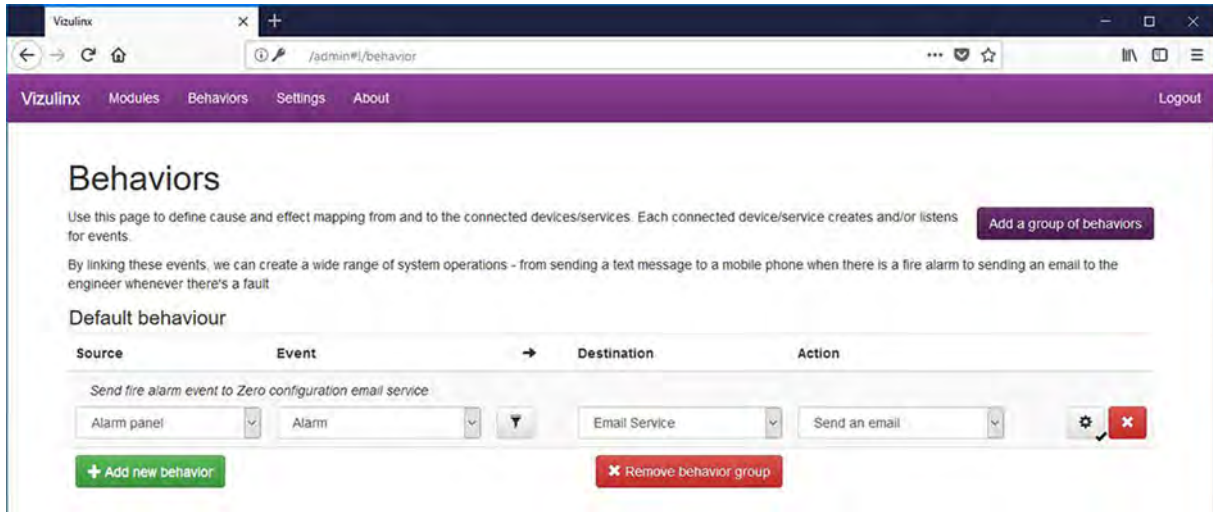 Vizulinx
/admin#!/behavior
Vizulinx Modules Behaviors Settings About Logout
Behaviors
Use this page to define cause and effect mapping from and to the connected devices/services. Each connected device/service creates and/or listens
for events.
Add a group of behaviors
By linking these events, we can create a wide range of system operations - from sending a text message to a mobile phone when there is a fire alarm to sending an email to the
engineer whenever there's a fault
Default behaviour
Source Event → Destination Action
Send fire alarm event to Zero configuration email service
Alarm panel Alarm Email Service Send an email
Add new behavior Remove behavior group